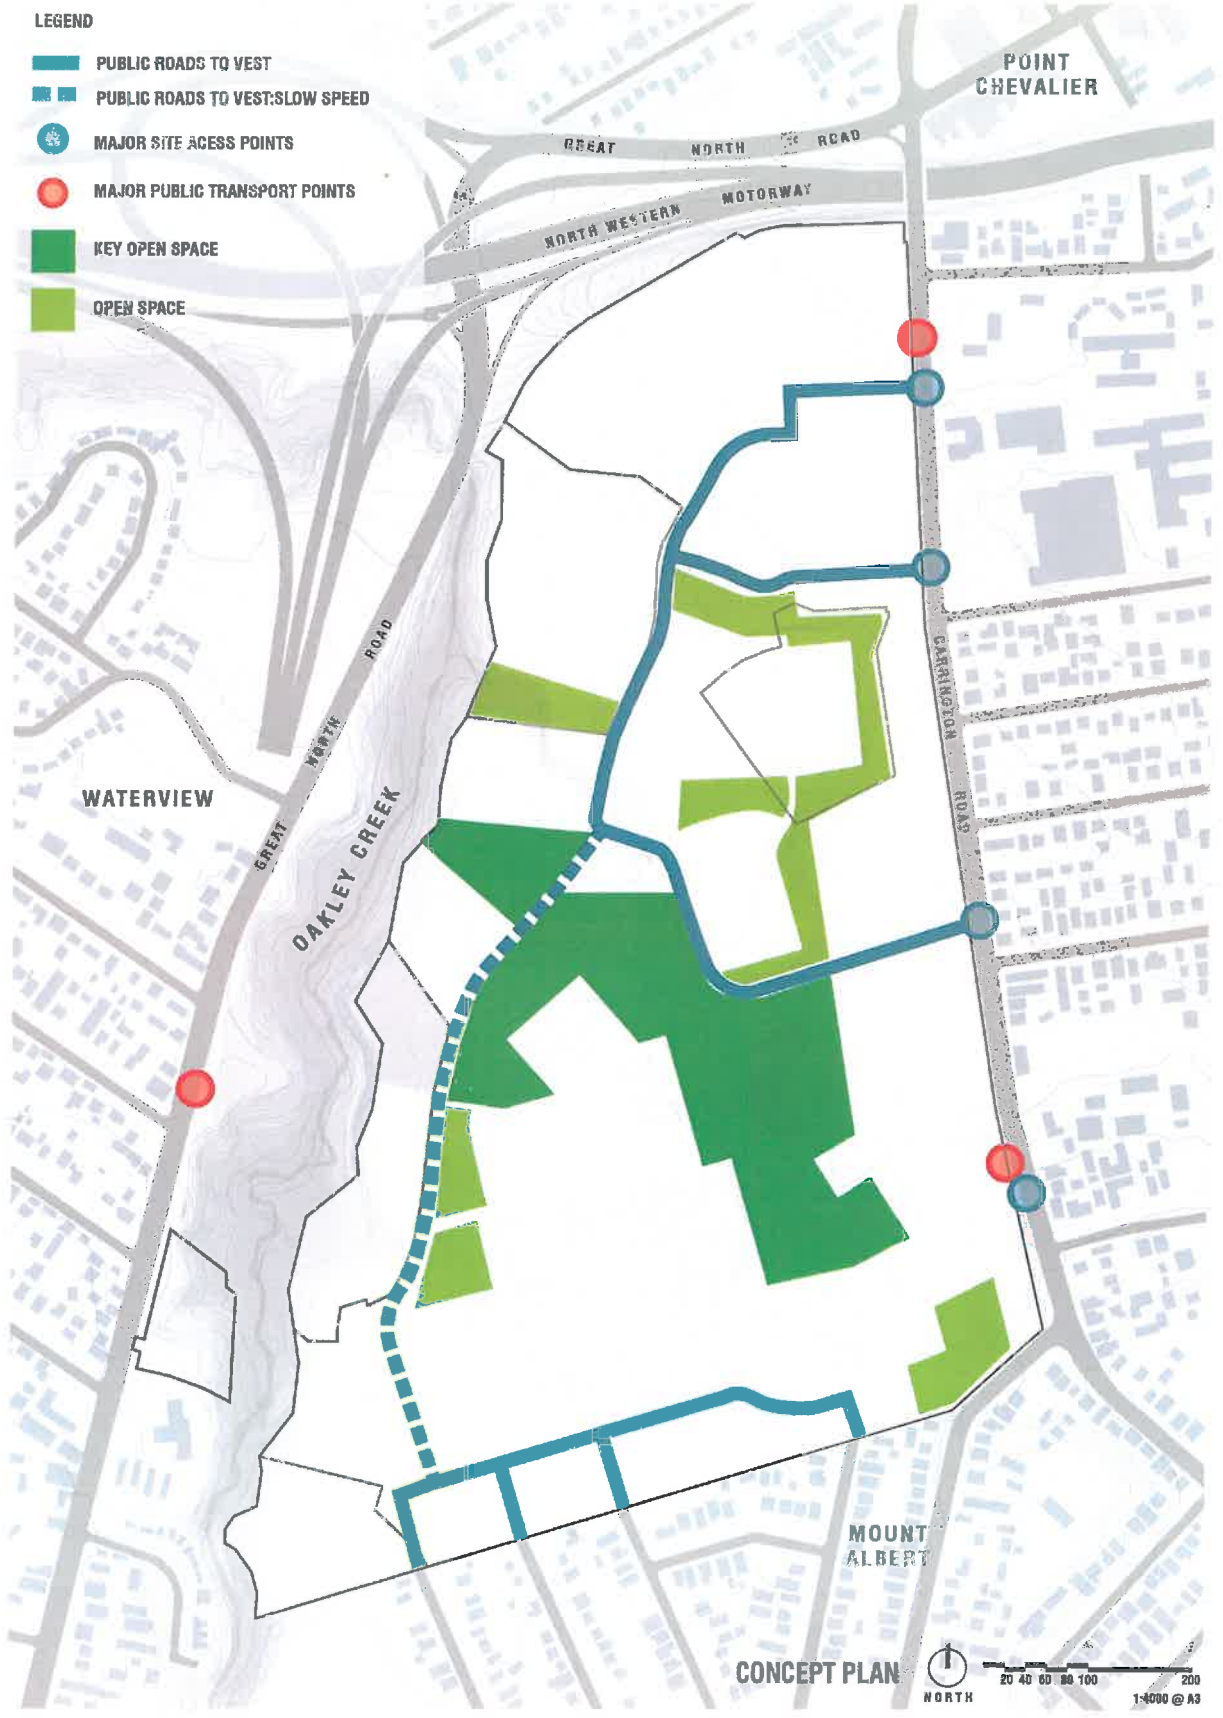 LEGEND
PUBLIC ROADS TO VEST
PUBLIC ROADS TO VEST:SLOW SPEED
MAJOR SITE ACESS POINTS
MAJOR PUBLIC TRANSPORT POINTS
KEY OPEN SPACE
OPEN SPACE
POINT
CHEVALIER
GREAT NORTH ROAD
NORTH WESTERN MOTORWAY
GREAT NORTH ROAD
CARRINGTON ROAD
WATERVIEW
OAKLEY CREEK
MOUNT
ALBERT
CONCEPT PLAN
NORTH
20 40 60 80 100 200
1:4000 @ A3